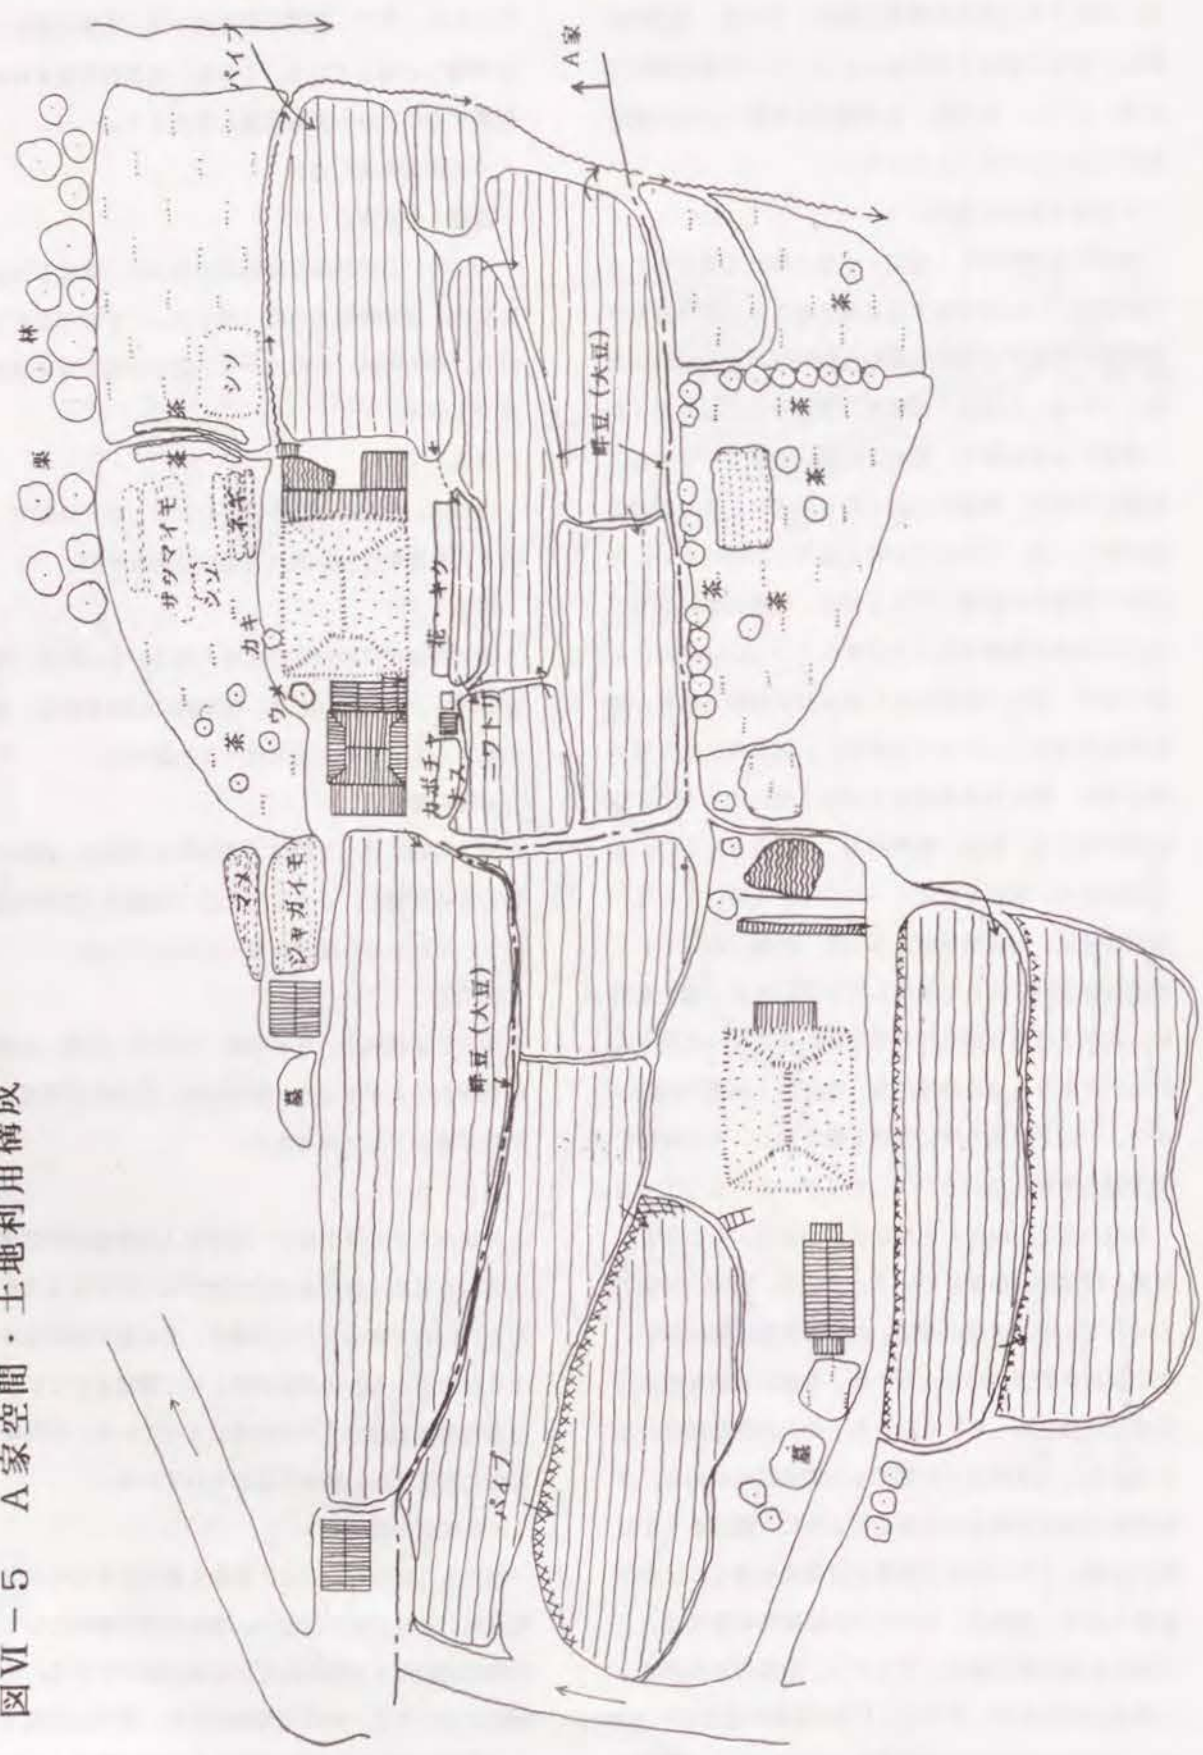 図Ⅵ－5　A家空間・土地利用構成
パイプ
A家
林
栗
茶
茶
シソ
サツマイモ
ネギ
シソ
カキ
茶
花・キク
カボチャ
ナス
ニワトリ
畔豆(大豆)
茶
茶
茶
茶
茶
マメ
ジャガイモ
墓
畔豆(大豆)
パイプ
墓